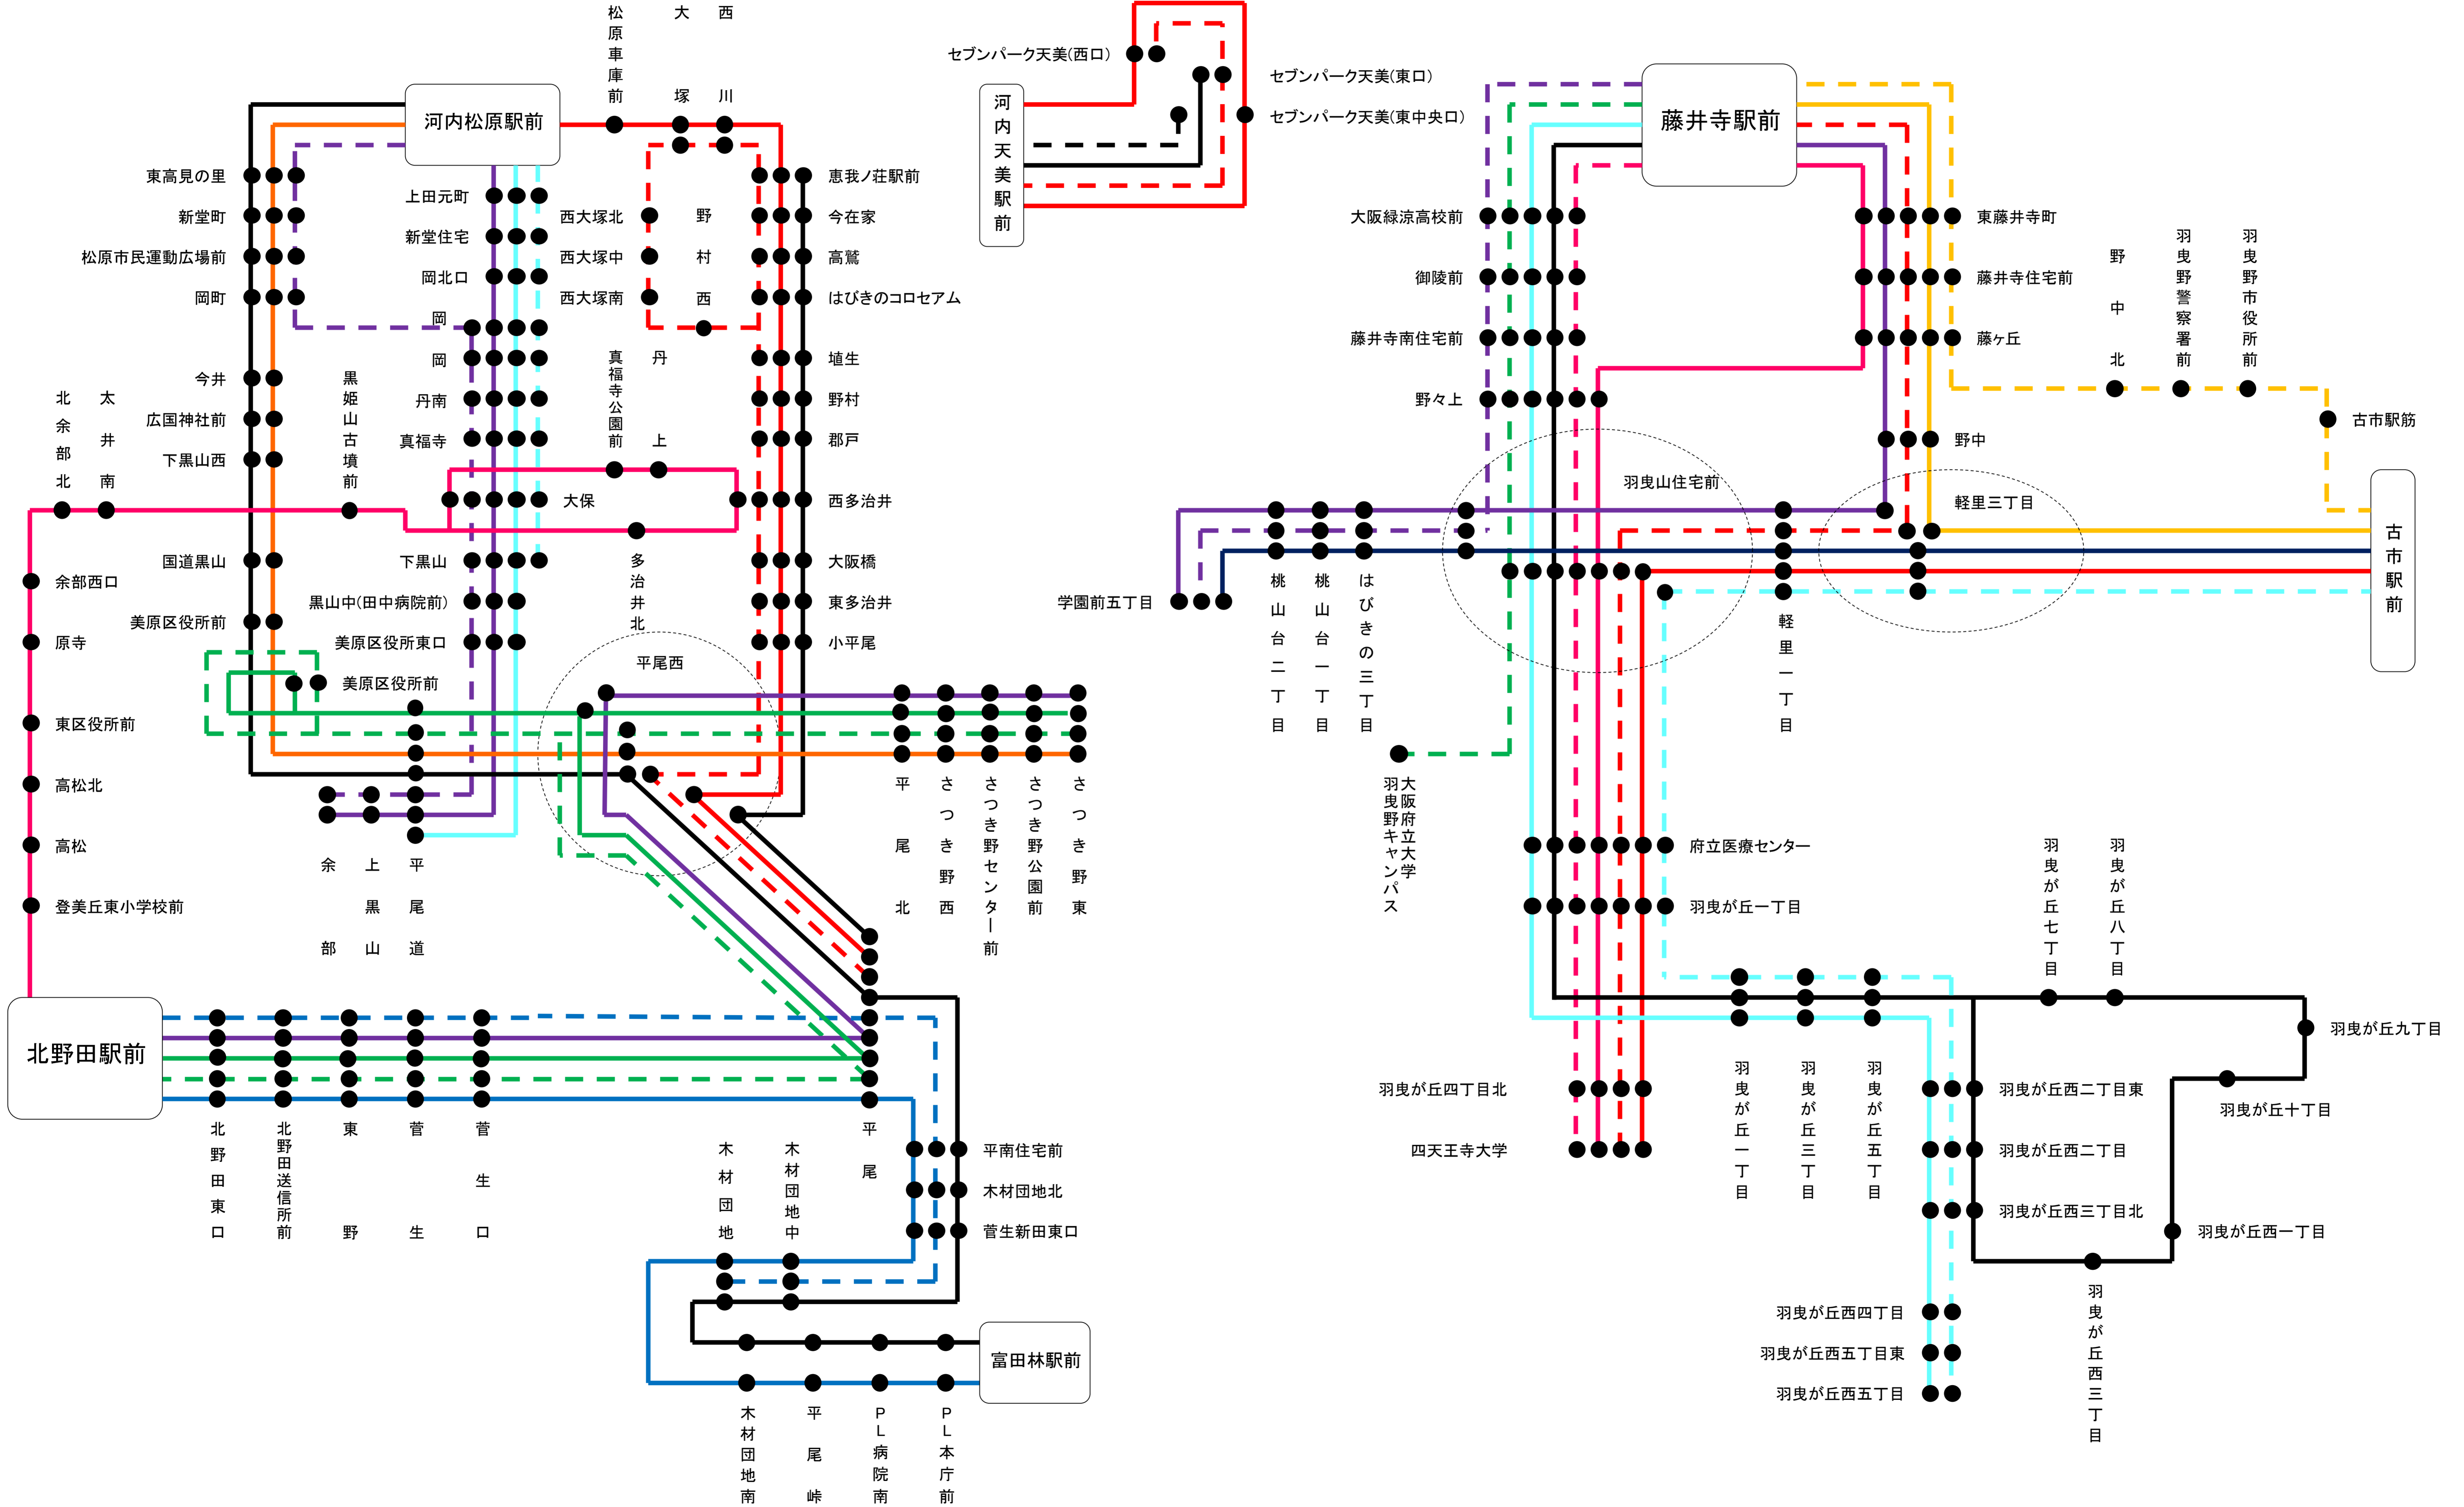 松原車庫前
大塚
西川
セブンパーク天美(西口)
セブンパーク天美(東口)
セブンパーク天美(東中央口)
河内松原駅前
河内天美駅前
藤井寺駅前
東高見の里
新堂町
松原市民運動広場前
岡町
上田元町
新堂住宅
岡北口
岡
岡
丹南
真福寺
西大塚北
西大塚中
西大塚南
野村西
恵我ノ荘駅前
今在家
高鷲
はびきのコロセアム
埴生
野村
郡戸
西多治井
大阪橋
東多治井
小平尾
大阪緑涼高校前
御陵前
藤井寺南住宅前
野々上
東藤井寺町
藤井寺住宅前
藤ヶ丘
野中北
羽曳野警察署前
羽曳野市役所前
古市駅筋
野中
古市駅前
今井
広国神社前
下黒山西
国道黒山
美原区役所前
北余部北
太井南
黒姫山古墳前
真福寺公園前
丹上
大保
多治井北
下黒山
黒山中(田中病院前)
美原区役所東口
美原区役所前
平尾西
余部西口
原寺
東区役所前
高松北
高松
登美丘東小学校前
余部
上黒山
平尾道
平尾北
さつき野西
さつき野センター前
さつき野公園前
さつき野東
羽曳山住宅前
軽里三丁目
学園前五丁目
桃山台二丁目
桃山台一丁目
はびきの三丁目
軽里一丁目
大阪府立大学
羽曳野キャンパス
府立医療センター
羽曳が丘一丁目
羽曳が丘七丁目
羽曳が丘八丁目
羽曳が丘九丁目
羽曳が丘十丁目
羽曳が丘西一丁目
羽曳が丘西三丁目
羽曳が丘四丁目北
四天王寺大学
羽曳が丘一丁目
羽曳が丘三丁目
羽曳が丘五丁目
羽曳が丘西二丁目東
羽曳が丘西二丁目
羽曳が丘西三丁目北
羽曳が丘西四丁目
羽曳が丘西五丁目東
羽曳が丘西五丁目
北野田駅前
北野田東口
北野田送信所前
東野
菅生
菅生口
平尾
木材団地
木材団地中
平南住宅前
木材団地北
菅生新田東口
富田林駅前
木材団地南
平尾峠
PL病院南
PL本庁前